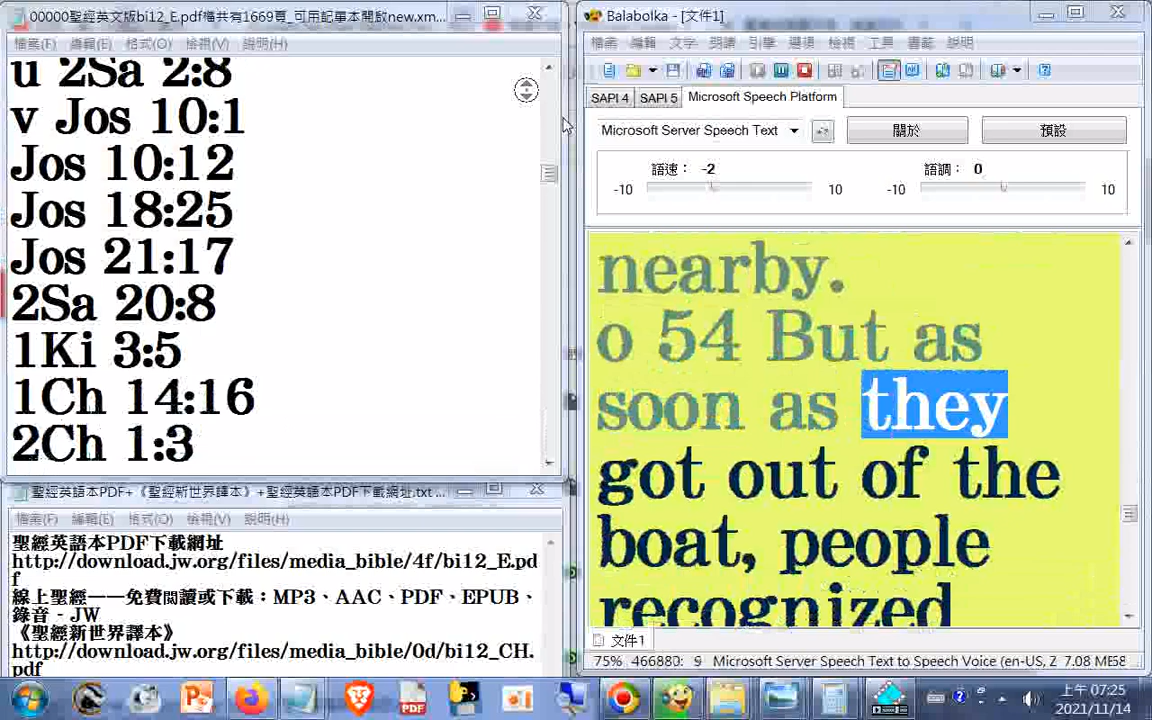 00000聖經英文版bi12_E.pdf檔共有1669頁_可用記事本開啟new.xm...
檔案(F) 編輯(E) 格式(O) 檢視(V) 說明(H)
u 2Sa 2:8
v Jos 10:1
Jos 10:12
Jos 18:25
Jos 21:17
2Sa 20:8
1Ki 3:5
1Ch 14:16
2Ch 1:3
聖經英語本PDF+《聖經新世界譯本》+聖經英語本PDF下載網址.txt ...
檔案(F) 編輯(E) 格式(O) 檢視(V) 說明(H)
聖經英語本PDF下載網址
http://download.jw.org/files/media_bible/4f/bi12_E.pd
f
線上聖經——免費閱讀或下載：MP3、AAC、PDF、EPUB、
錄音 - JW
《聖經新世界譯本》
http://download.jw.org/files/media_bible/0d/bi12_CH.
pdf
Balabolka - [文件1]
檔案 編輯 文字 朗讀 引擎 選項 檢視 工具 書籤 說明
SAPI 4 SAPI 5 Microsoft Speech Platform
Microsoft Server Speech Text 關於 預設
語速： -2 語調： 0
-10 10 -10 10
nearby.
o 54 But as
soon as they
got out of the
boat, people
recognized
文件1
75% 466880: 9 Microsoft Server Speech Text to Speech Voice (en-US, Z 7.08 ME58
PDF
上午 07:25
2021/11/14